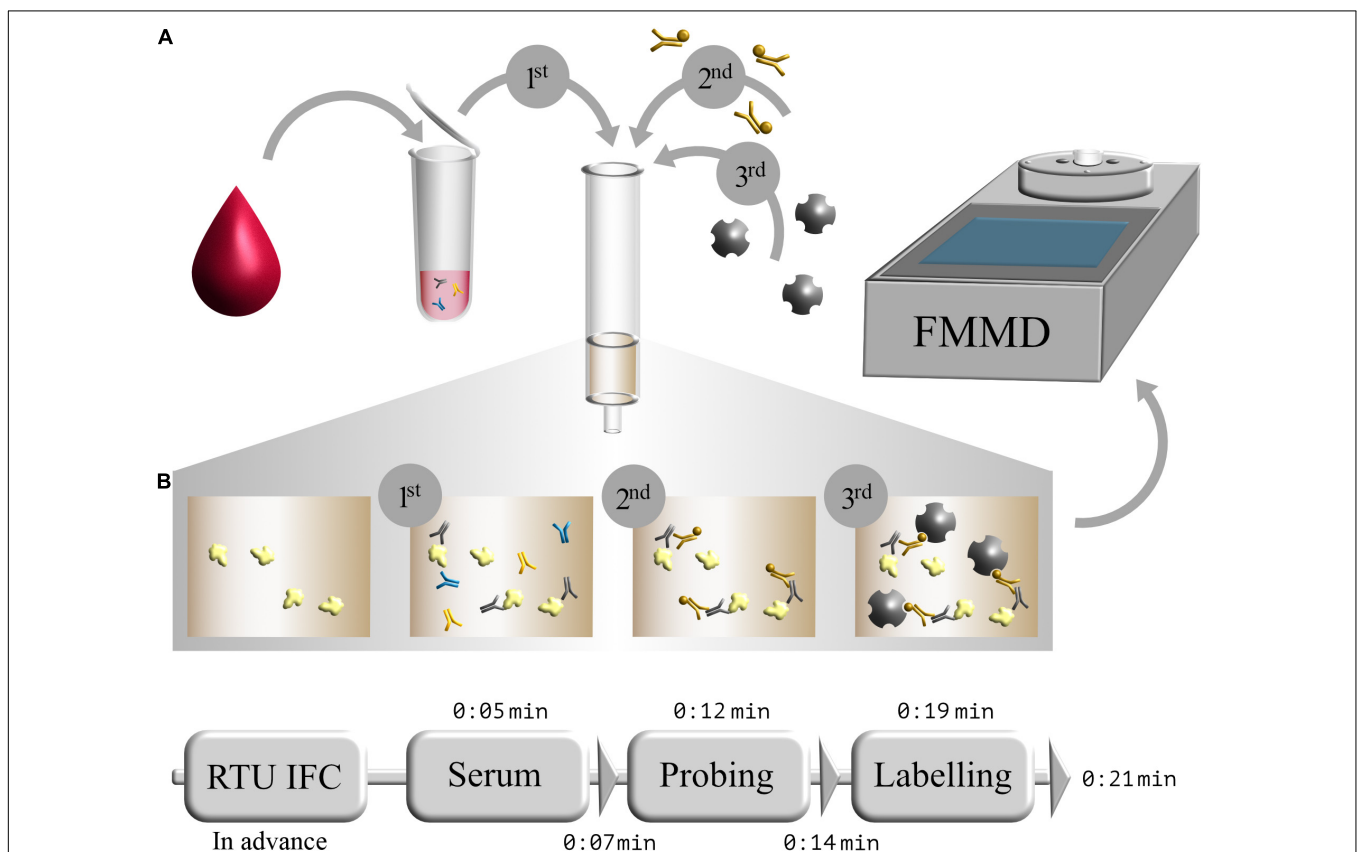 A
1st
2nd
3rd
FMMD
B
1st
2nd
3rd
0:05 min
0:12 min
0:19 min
RTU IFC
Serum
Probing
Labelling
0:21 min
In advance
0:07 min
0:14 min